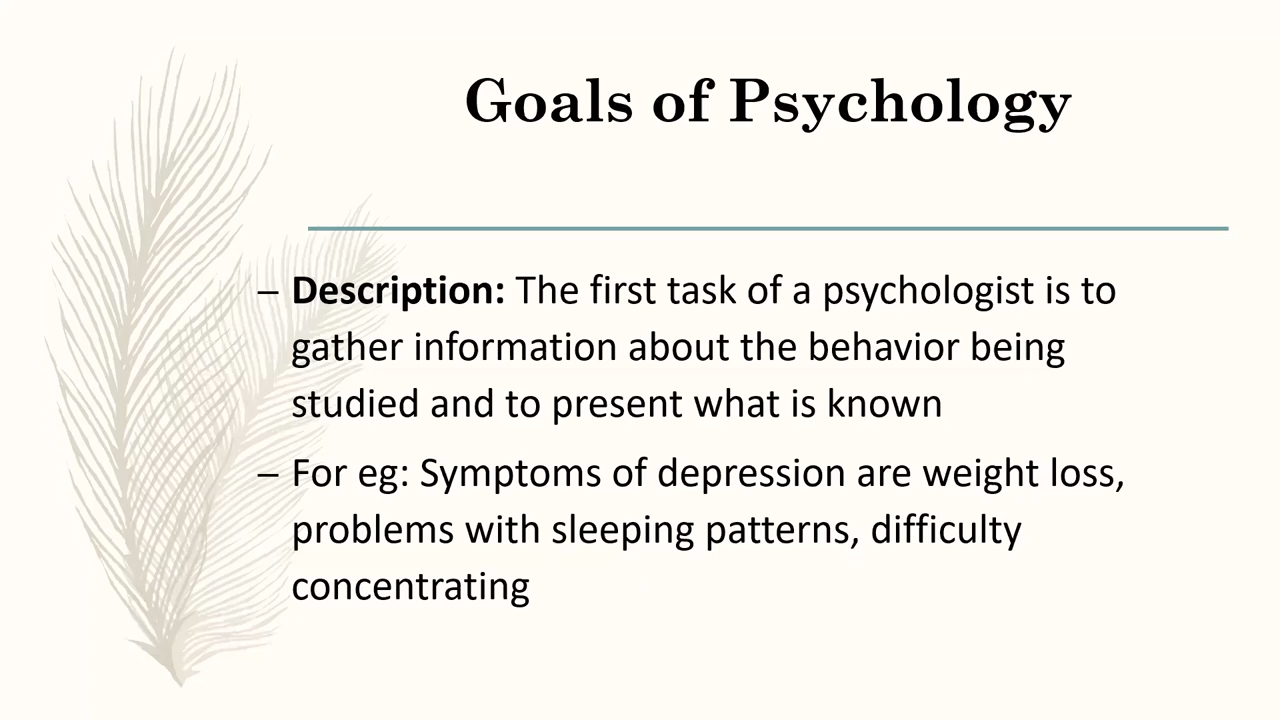 Goals of Psychology
– Description: The first task of a psychologist is to
gather information about the behavior being
studied and to present what is known
– For eg: Symptoms of depression are weight loss,
problems with sleeping patterns, difficulty
concentrating